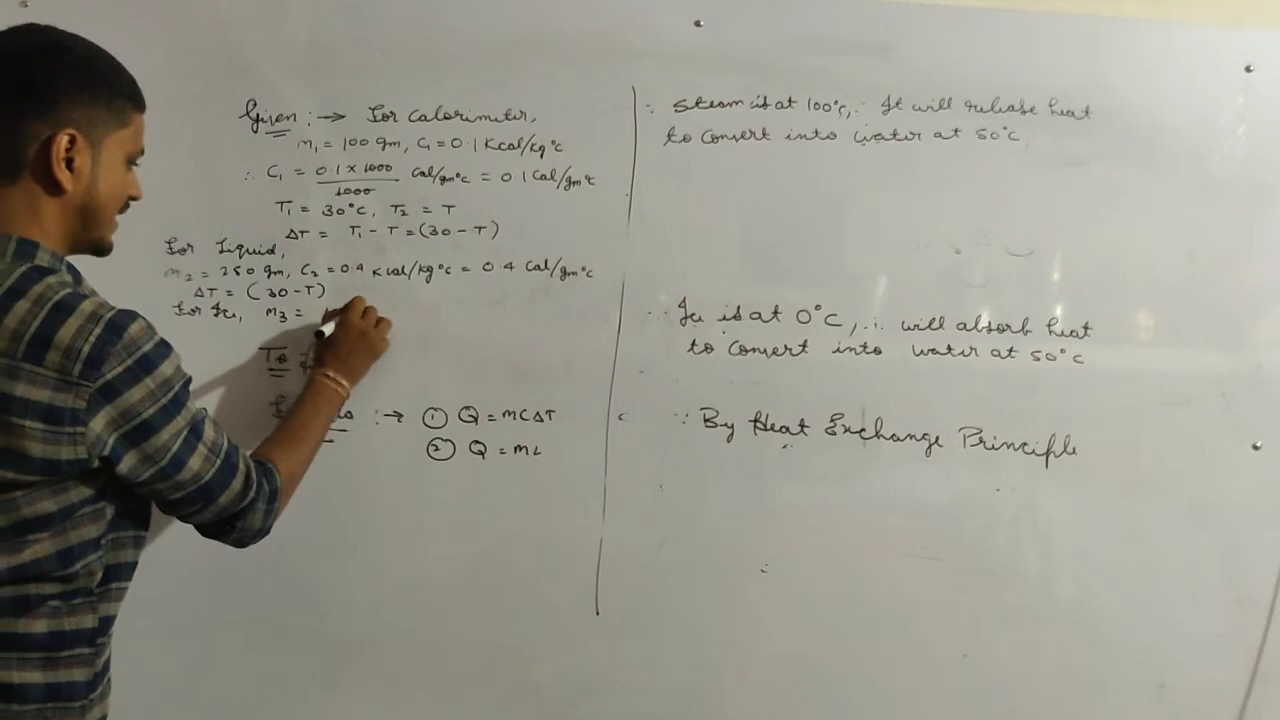 Given : → For calorimeter,
m₁ = 100 gm, C₁ = 0.1 Kcal/kg°c
∴ C₁ = 0.1 x 1000 / 1000 Cal/gm°c = 0.1 Cal/gm°c
T₁ = 30°C, T₂ = T
ΔT = T₁ - T = (30 - T)
For Liquid,
m₂ = 250 gm, C₂ = 0.4 Kcal/kg°c = 0.4 Cal/gm°c
ΔT = (30 - T)
For Ice, m₃ =
To
: → ① Q = mCΔT
② Q = mL
∵ Steam is at 100°C, ∴ It will release heat
to convert into water at 50°C
∵ Ice is at 0°C, ∴ will absorb heat
to convert into water at 50°C
∵ By Heat Exchange Principle